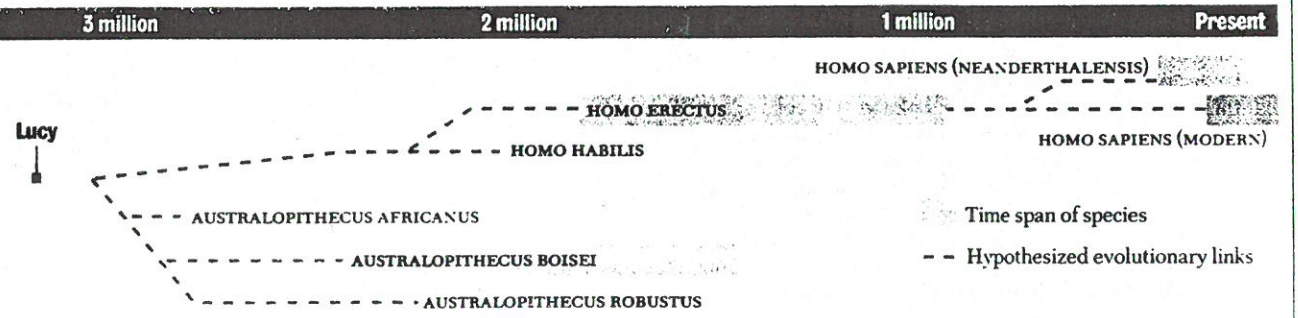 3 million 2 million 1 million Present
HOMO SAPIENS (NEANDERTHALENSIS)
HOMO ERECTUS
Lucy
HOMO SAPIENS (MODERN)
HOMO HABILIS
AUSTRALOPITHECUS AFRICANUS
Time span of species
AUSTRALOPITHECUS BOISEI
Hypothesized evolutionary links
AUSTRALOPITHECUS ROBUSTUS